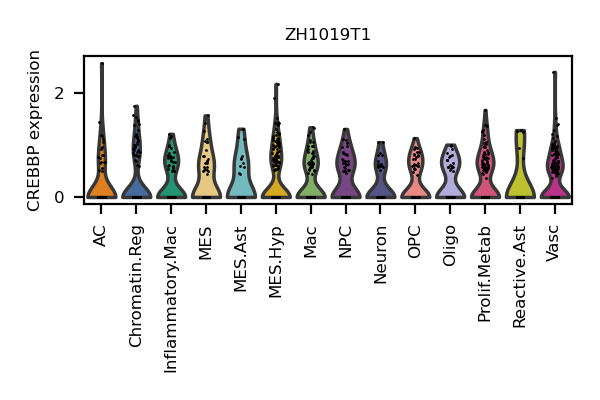 ZH1019T1
CREBBP expression
2
0
AC
Chromatin.Reg
Inflammatory.Mac
MES
MES.Ast
MES.Hyp
Mac
NPC
Neuron
OPC
Oligo
Prolif.Metab
Reactive.Ast
Vasc